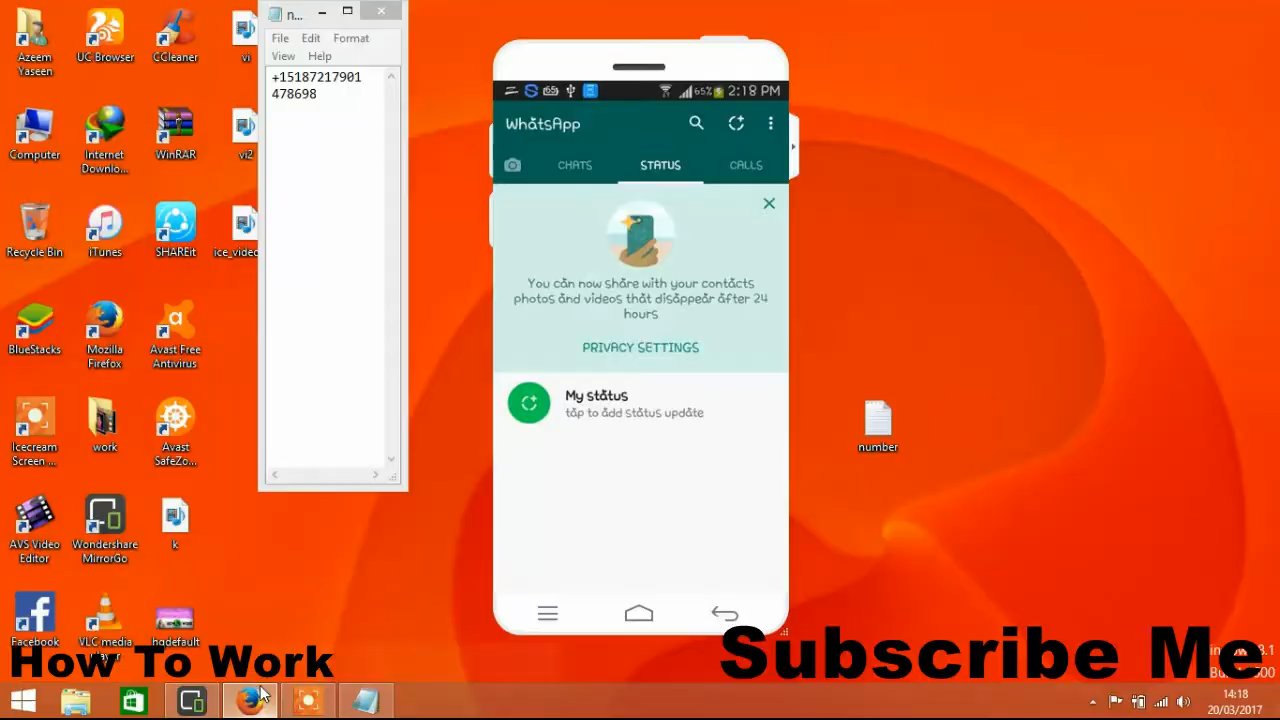 Azeem
Yaseen
UC Browser
CCleaner
vi
Computer
Internet
Downlo...
WinRAR
vi2
Recycle Bin
iTunes
SHAREit
ice_video
BlueStacks
Mozilla
Firefox
Avast Free
Antivirus
Icecream
Screen ...
work
Avast
SafeZo...
AVS Video
Editor
Wondershare
MirrorGo
k
Facebook
VLC media
hqdefault
n...
File Edit Format
View Help
+15187217901
478698
65% 2:18 PM
WhatsApp
CHATS STATUS CALLS
You can now share with your contacts
photos and videos that disappear after 24
hours
PRIVACY SETTINGS
My status
tap to add status update
number
How To Work
Subscribe Me
14:18
20/03/2017